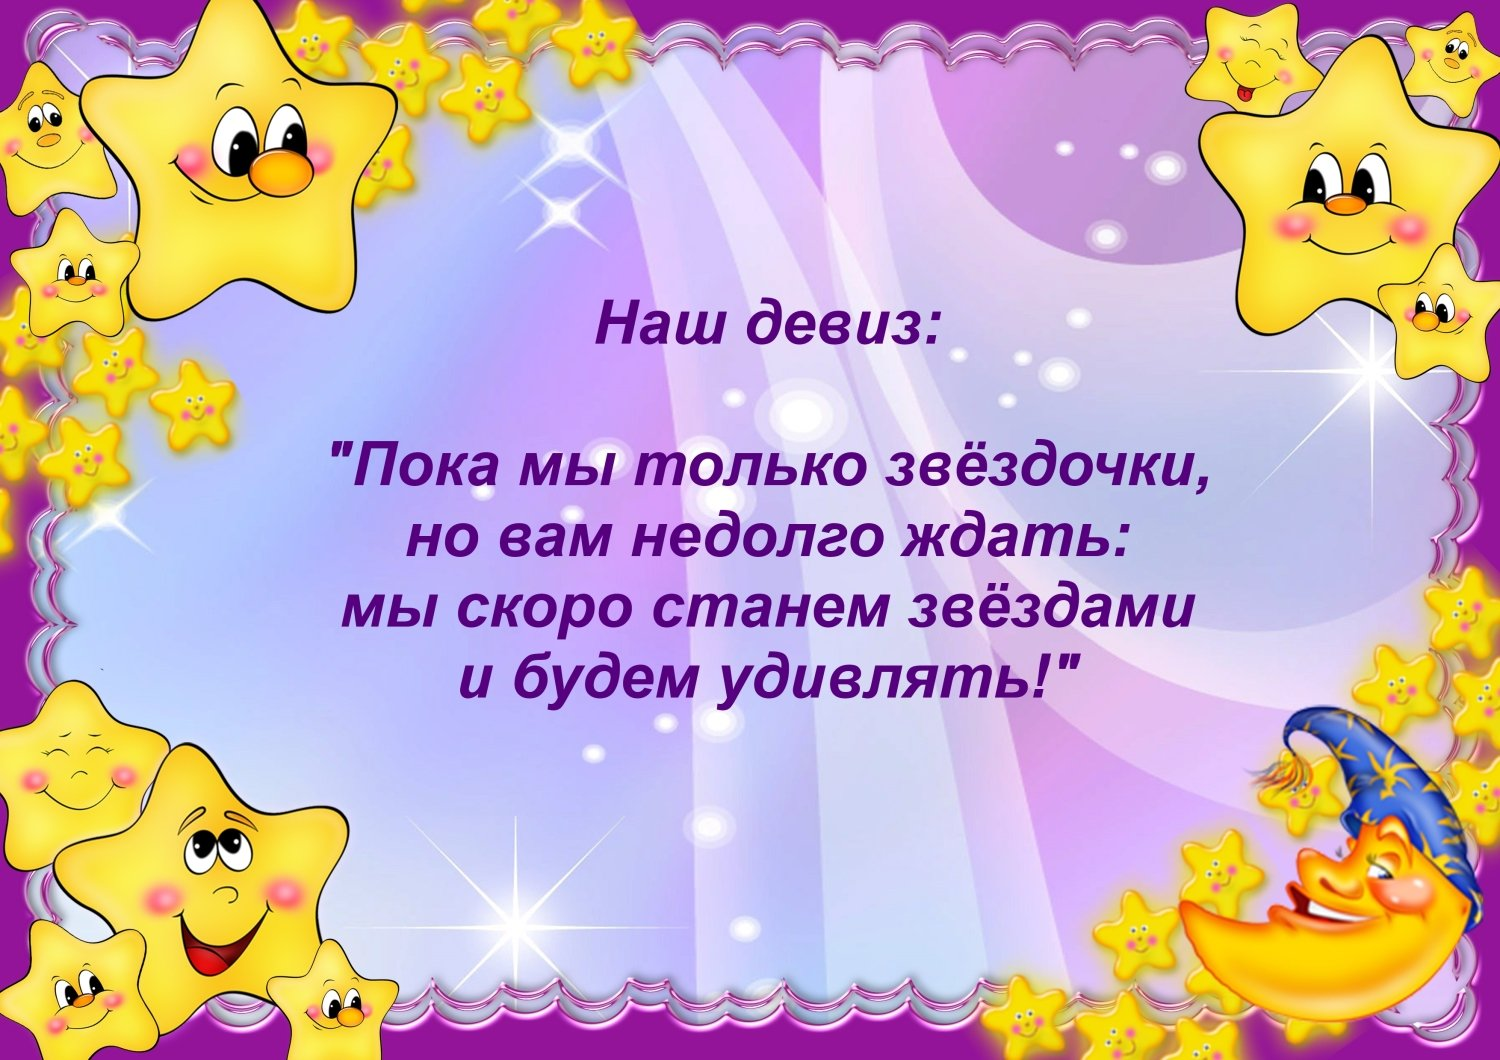 Наш девиз:
"Пока мы только звёздочки,
но вам недолго ждать:
мы скоро станем звёздами
и будем удивлять!"